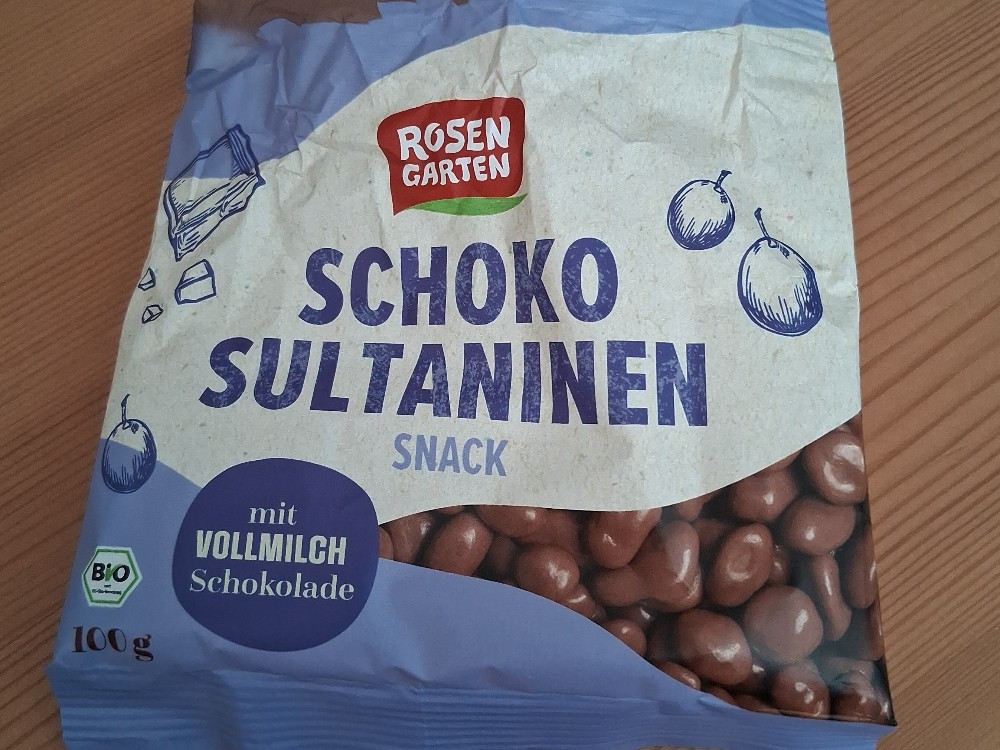 ROSEN
GARTEN
SCHOKO
SULTANINEN
SNACK
mit
VOLLMILCH
Schokolade
BIO
100 g